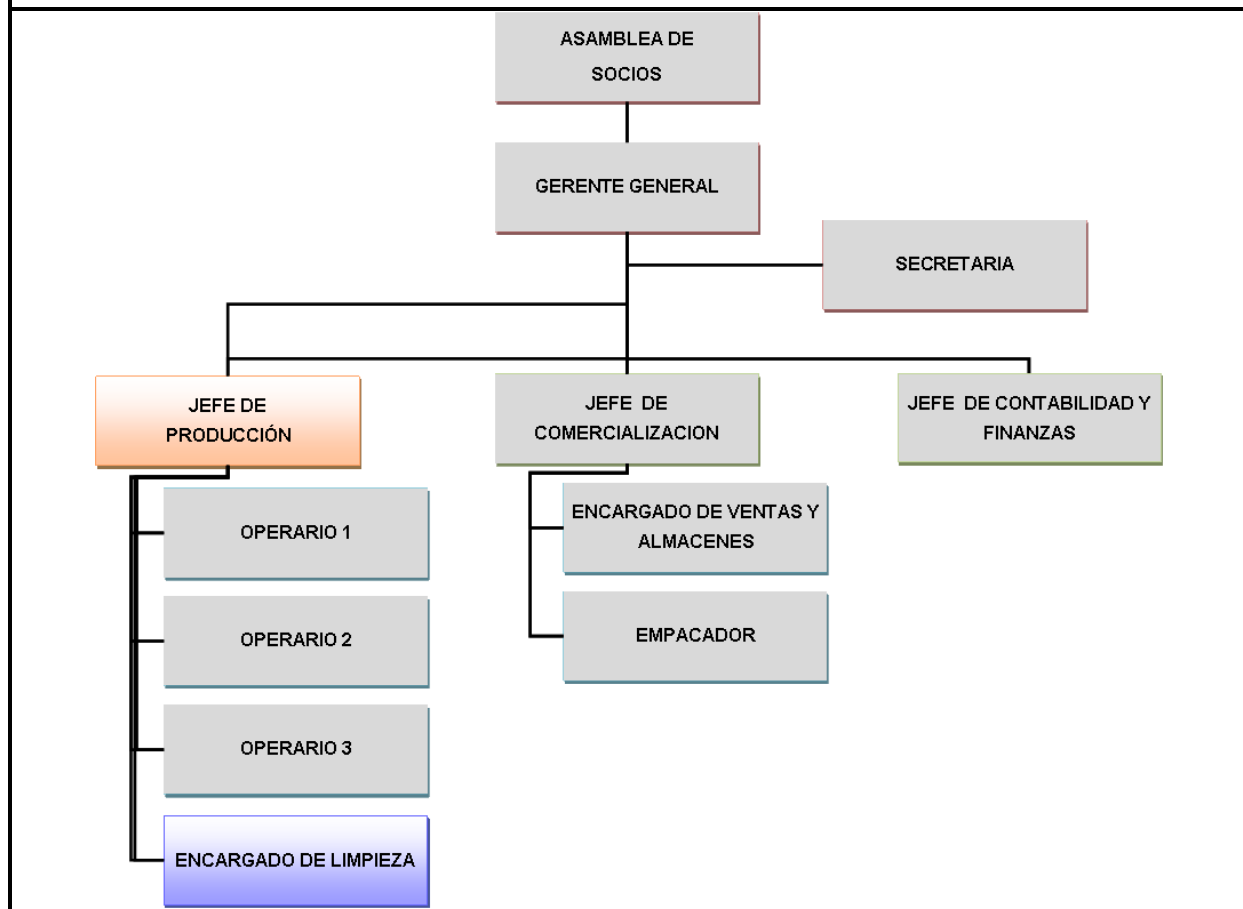 ASAMBLEA DE
SOCIOS
GERENTE GENERAL
SECRETARIA
JEFE DE
PRODUCCIÓN
JEFE DE
COMERCIALIZACION
JEFE DE CONTABILIDAD Y
FINANZAS
OPERARIO 1
OPERARIO 2
OPERARIO 3
ENCARGADO DE LIMPIEZA
ENCARGADO DE VENTAS Y
ALMACENES
EMPACADOR